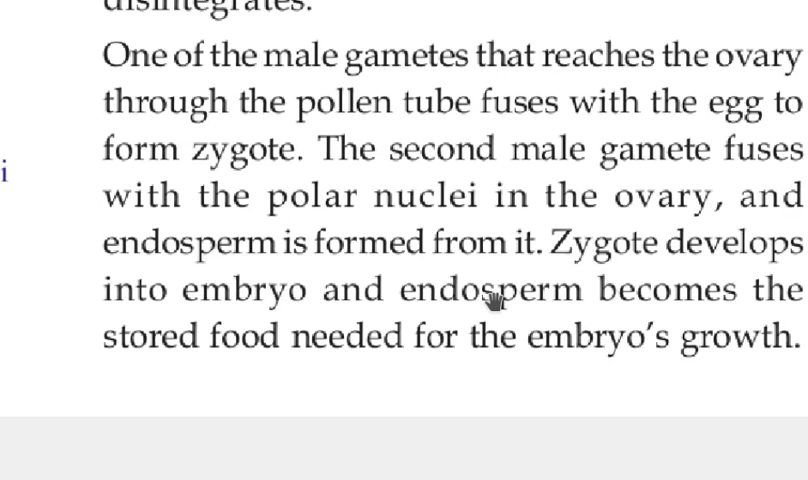 disintegrates.
One of the male gametes that reaches the ovary
through the pollen tube fuses with the egg to
form zygote. The second male gamete fuses
i
with the polar nuclei in the ovary, and
endosperm is formed from it. Zygote develops
into embryo and endosperm becomes the
stored food needed for the embryo's growth.